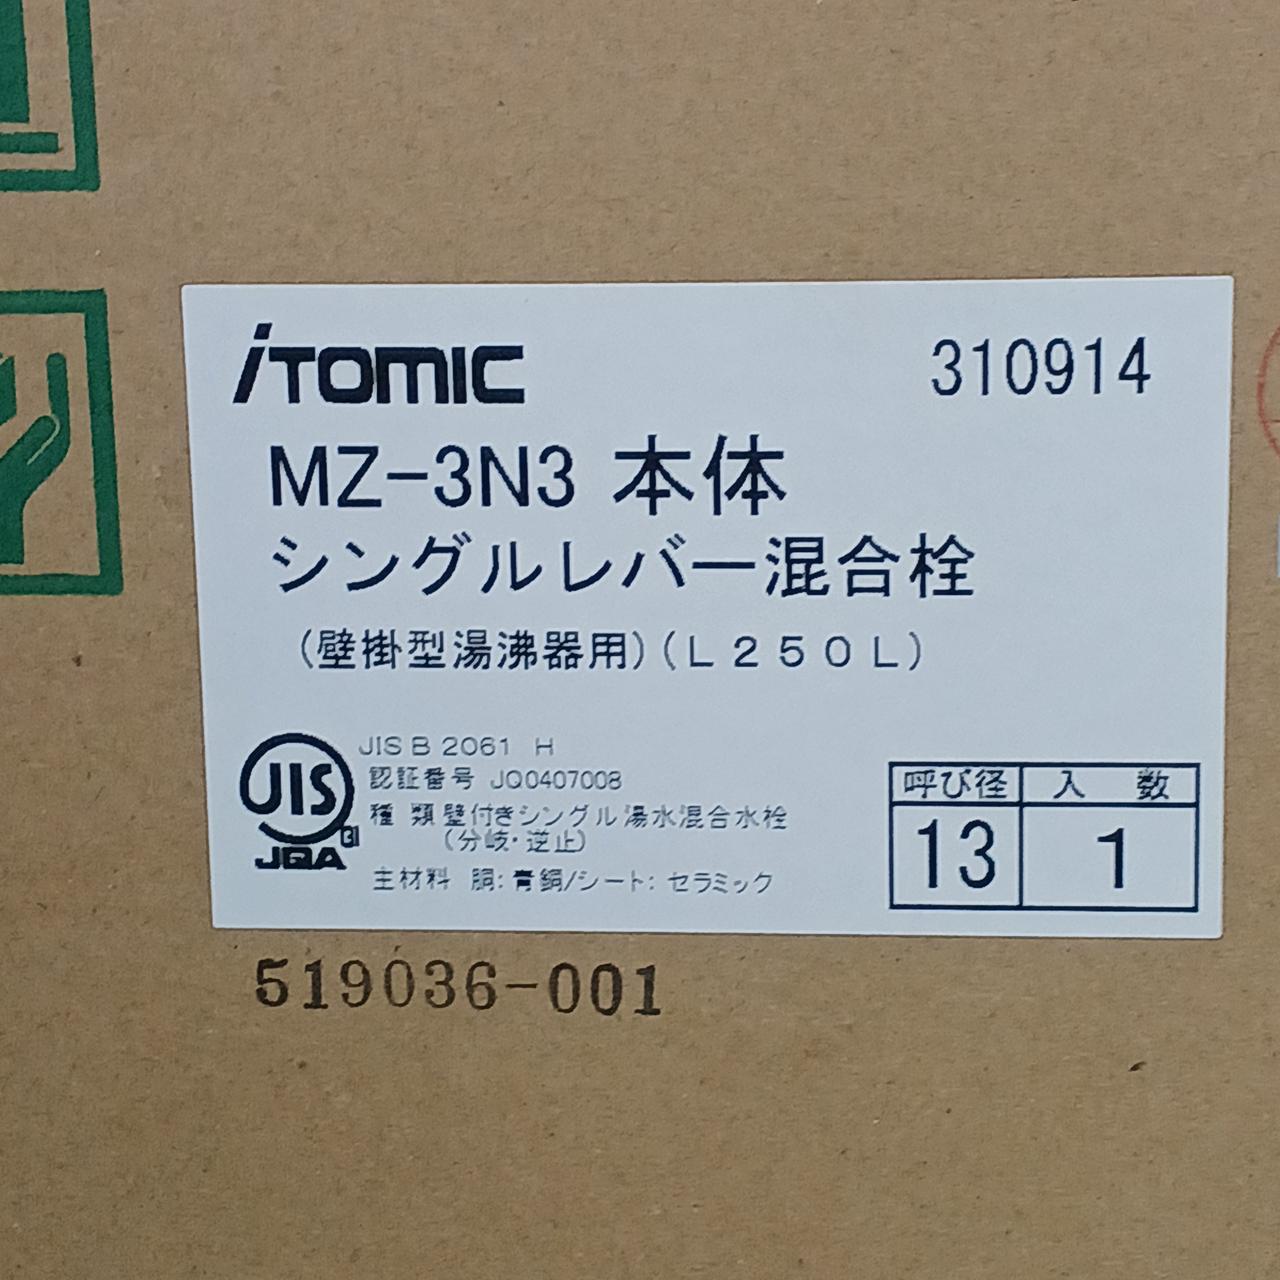 iTOMIC 310914
MZ-3N3 本体
シングルレバー混合栓
(壁掛型湯沸器用)(L250L)
JIS
JQA
JIS B 2061 H
認証番号 JQ0407008
種 類 壁付きシングル湯水混合水栓
(分岐・逆止)
主材料 胴:青銅/シート:セラミック
呼び径 入 数
13 1
519036-001